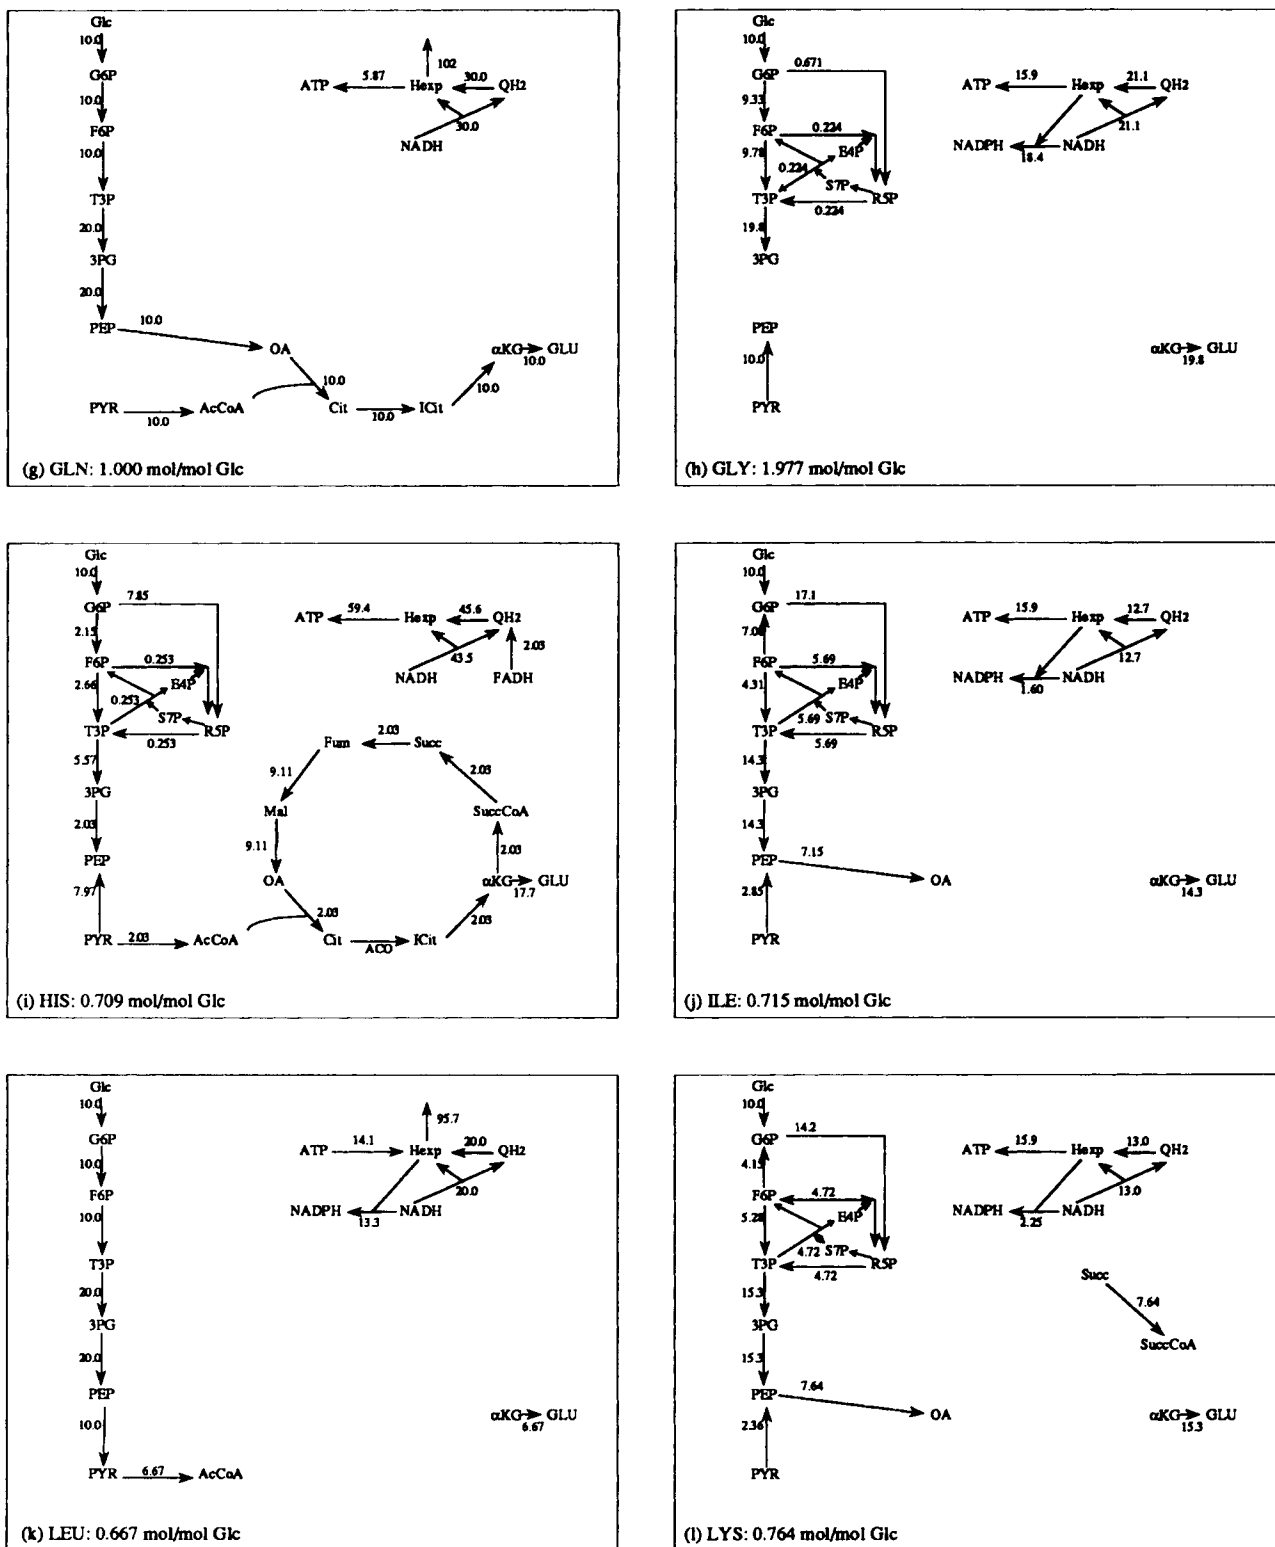 Glc
10.0
G6P
10.0
F6P
10.0
T3P
20.0
3PG
20.0
PEP
10.0
OA
10.0
PYR
10.0
AcCoA
Cit
10.0
ICit
10.0
αKG GLU
10.0
102
ATP 5.87 Hexp 30.0 QH2
30.0
NADH
(g) GLN: 1.000 mol/mol Glc
Glc
10.0
G6P 0.671
9.33
F6P 0.224
9.78
E4P
0.224
S7P
T3P R5P
0.224
19.8
3PG
PEP
10.0
PYR
ATP 15.9 Hexp 21.1 QH2
21.1
NADPH NADH
18.4
αKG GLU
19.8
(h) GLY: 1.977 mol/mol Glc
Glc
10.0
G6P 7.85
2.15
F6P 0.253
2.66
E4P
0.253
S7P
T3P R5P
0.253
5.57
3PG
2.03
PEP
7.97
PYR 2.03 AcCoA
ATP 59.4 Hexp 45.6 QH2
43.5 2.03
NADH FADH
Fum 2.03 Succ
9.11 2.03
Mal SuccCoA
9.11 2.03
OA αKG GLU
17.7
2.03 2.03
Cit ACO ICit
(i) HIS: 0.709 mol/mol Glc
Glc
10.0
G6P 17.1
F6P 5.69
4.31
E4P
5.69
S7P
T3P R5P
5.69
14.3
3PG
14.3
PEP 7.15
OA
2.85
PYR
ATP 15.9 Hexp 12.7 QH2
12.7
NADPH NADH
1.60
αKG GLU
14.3
(j) ILE: 0.715 mol/mol Glc
Glc
10.0
G6P
10.0
F6P
10.0
T3P
20.0
3PG
20.0
PEP
10.0
PYR 6.67 AcCoA
95.7
ATP 14.1 Hexp 20.0 QH2
20.0
NADPH NADH
13.3
αKG GLU
6.67
(k) LEU: 0.667 mol/mol Glc
Glc
10.0
G6P 14.2
4.15
F6P 4.72
5.28
E4P
4.72
S7P
T3P R5P
4.72
15.3
3PG
15.3
PEP 7.64
OA
2.36
PYR
ATP 15.9 Hexp 13.0 QH2
13.0
NADPH NADH
2.25
Succ
7.64
SuccCoA
αKG GLU
15.3
(l) LYS: 0.764 mol/mol Glc